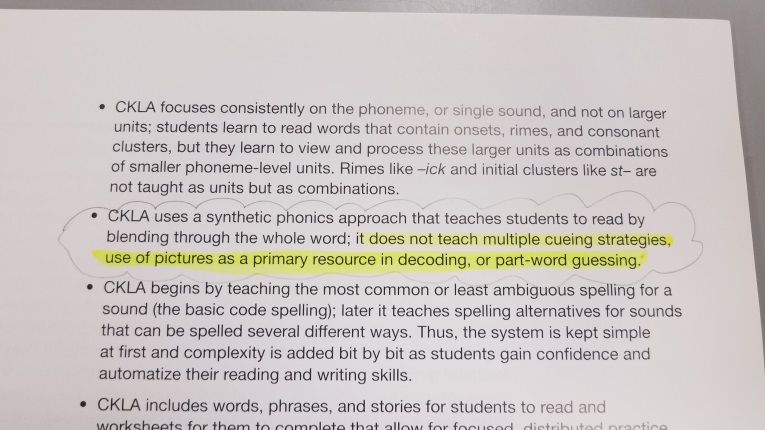 • CKLA focuses consistently on the phoneme, or single sound, and not on larger
units; students learn to read words that contain onsets, rimes, and consonant
clusters, but they learn to view and process these larger units as combinations
of smaller phoneme-level units. Rimes like –ick and initial clusters like st– are
not taught as units but as combinations.
• CKLA uses a synthetic phonics approach that teaches students to read by
blending through the whole word; it does not teach multiple cueing strategies,
use of pictures as a primary resource in decoding, or part-word guessing.
• CKLA begins by teaching the most common or least ambiguous spelling for a
sound (the basic code spelling); later it teaches spelling alternatives for sounds
that can be spelled several different ways. Thus, the system is kept simple
at first and complexity is added bit by bit as students gain confidence and
automatize their reading and writing skills.
• CKLA includes words, phrases, and stories for students to read and
worksheets for them to complete that allow for focused, distributed practice